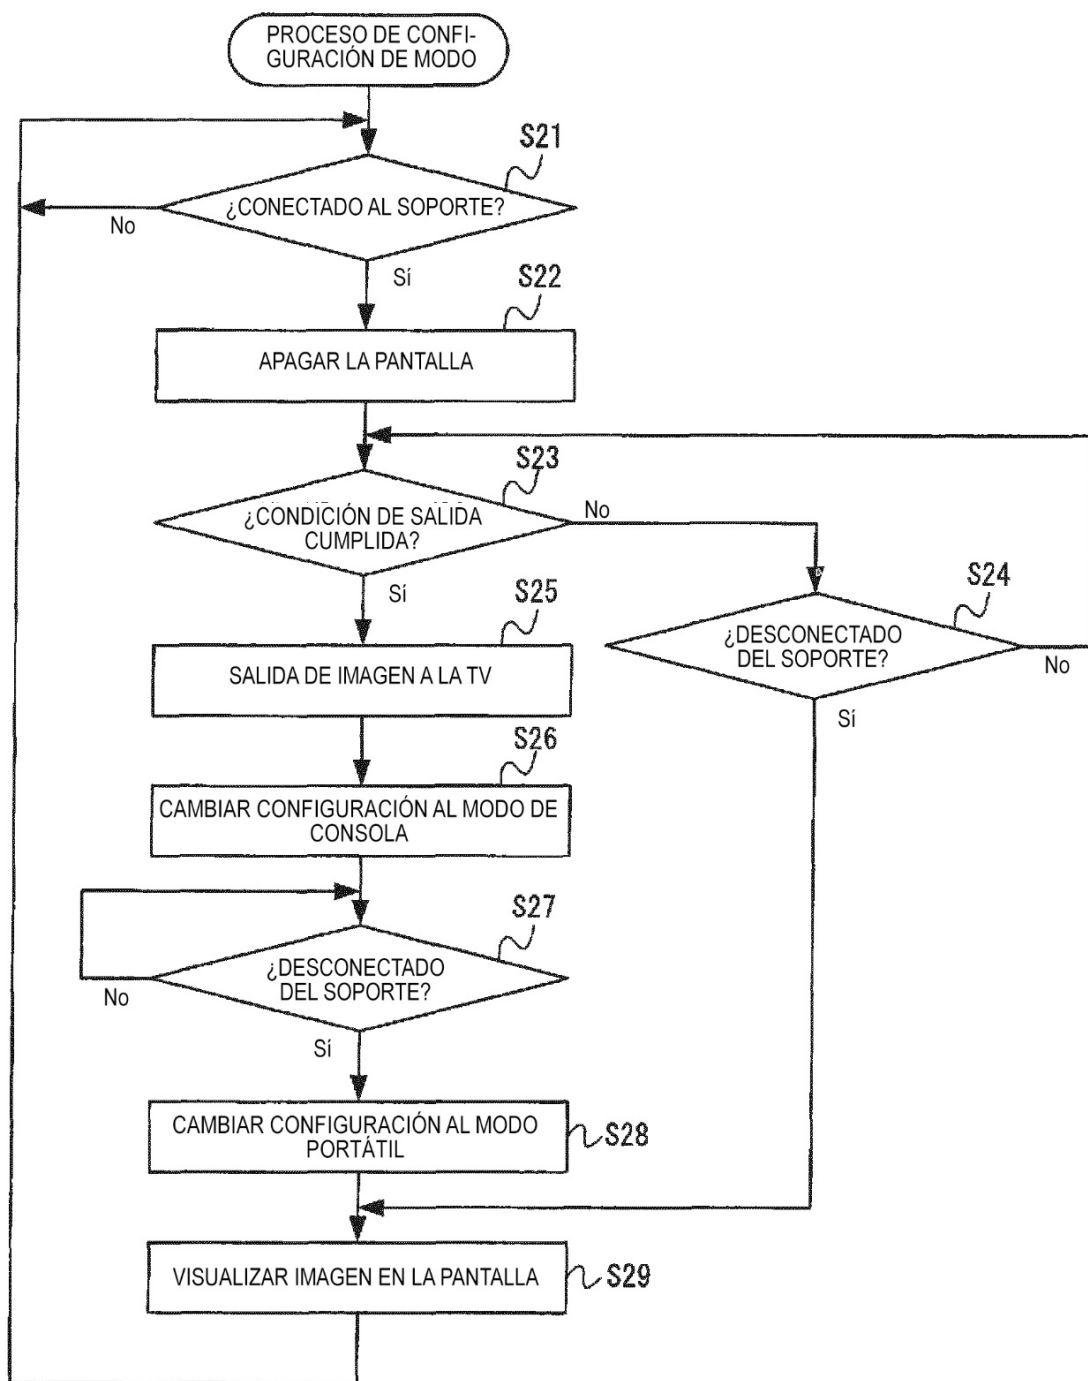 PROCESO DE CONFI-
GURACIÓN DE MODO
S21
¿CONECTADO AL SOPORTE?
No
Sí
S22
APAGAR LA PANTALLA
S23
¿CONDICIÓN DE SALIDA
CUMPLIDA?
No
Sí
S24
¿DESCONECTADO
DEL SOPORTE?
No
Sí
S25
SALIDA DE IMAGEN A LA TV
S26
CAMBIAR CONFIGURACIÓN AL MODO DE
CONSOLA
S27
¿DESCONECTADO
DEL SOPORTE?
No
Sí
CAMBIAR CONFIGURACIÓN AL MODO
PORTÁTIL
S28
VISUALIZAR IMAGEN EN LA PANTALLA
S29